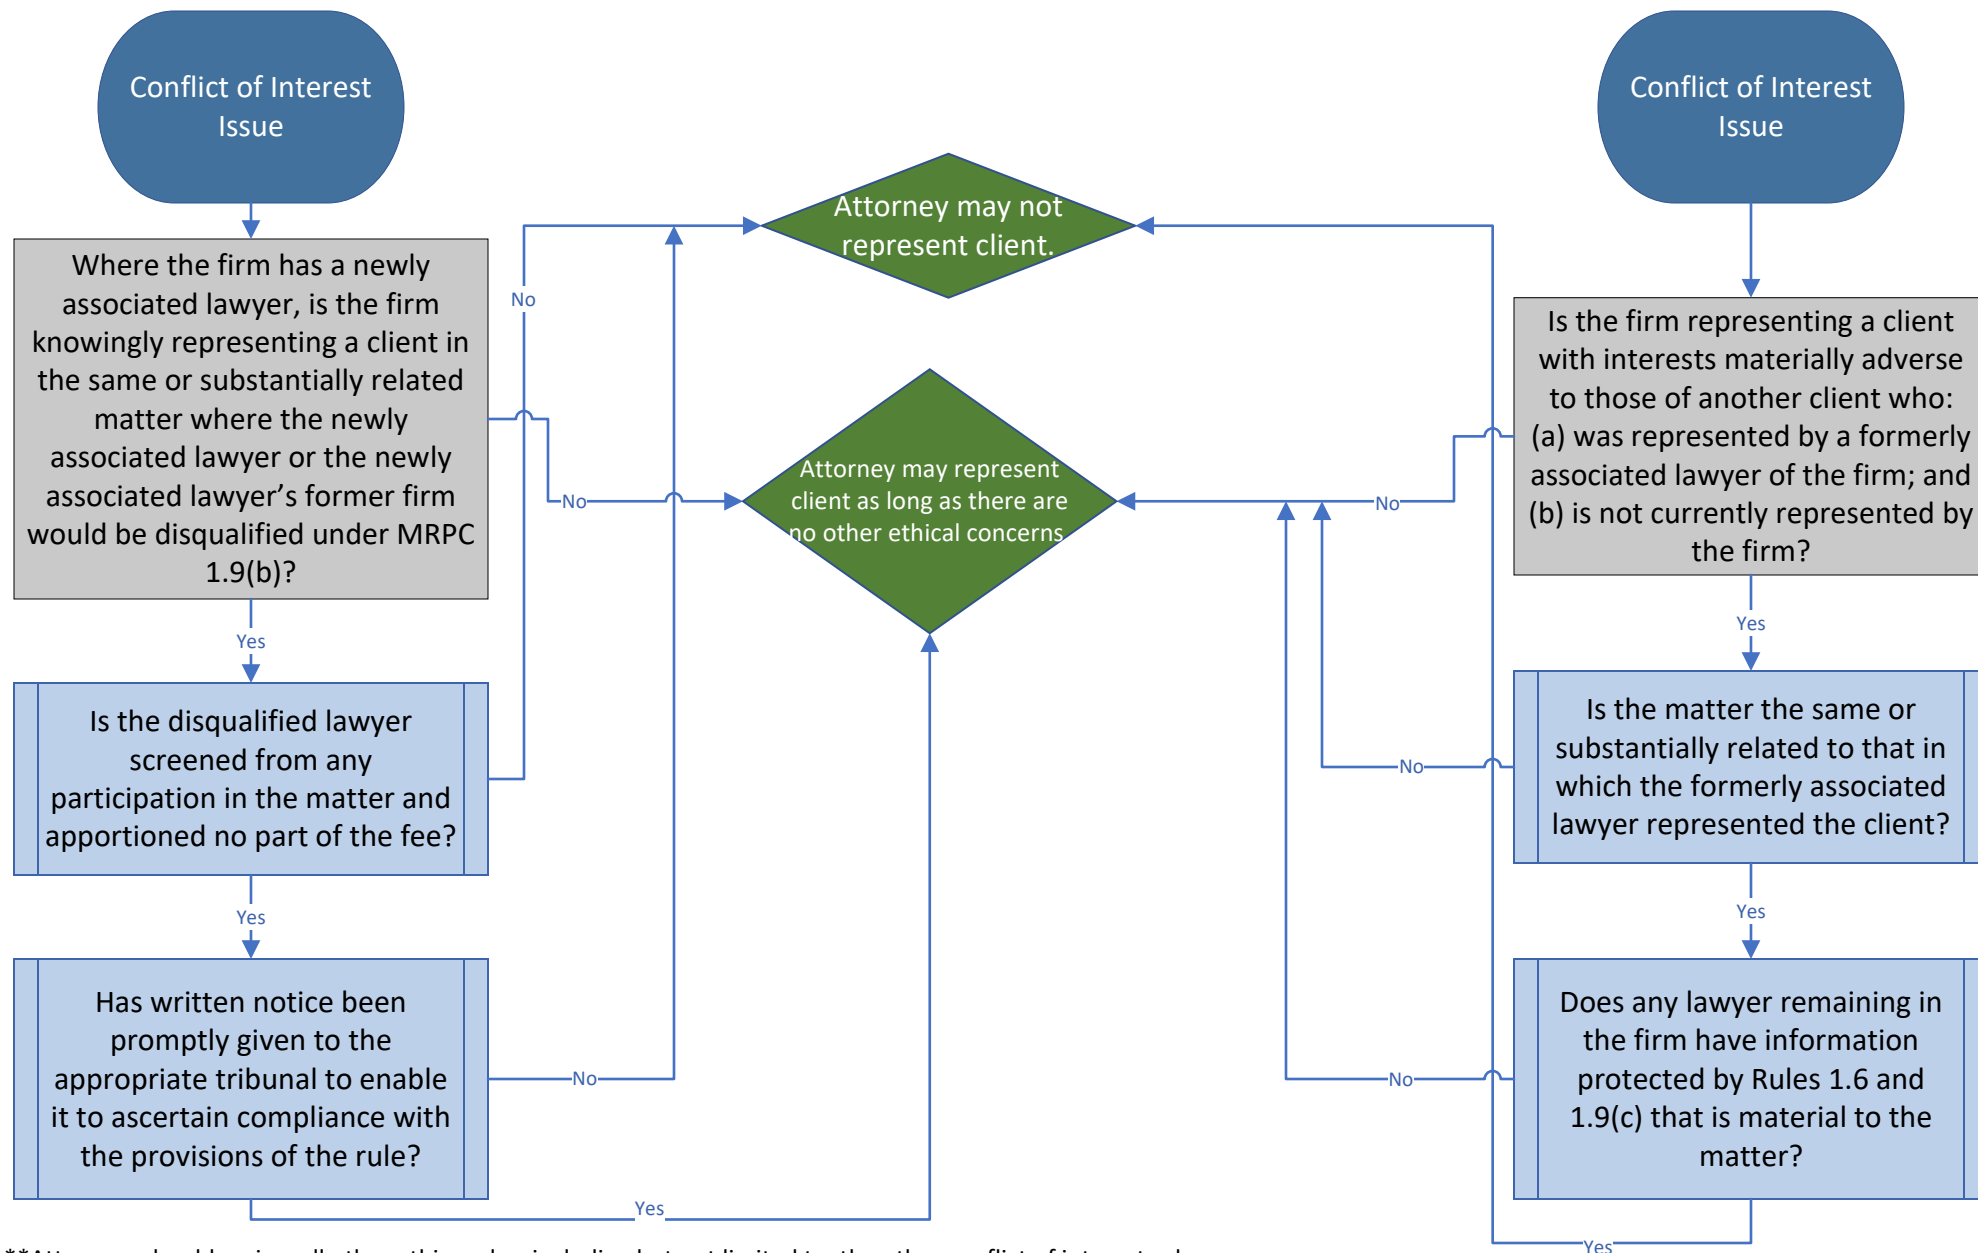 Conflict of Interest
Issue
Where the firm has a newly
associated lawyer, is the firm
knowingly representing a client in
the same or substantially related
matter where the newly
associated lawyer or the newly
associated lawyer’s former firm
would be disqualified under MRPC
1.9(b)?
Yes
Is the disqualified lawyer
screened from any
participation in the matter and
apportioned no part of the fee?
Yes
Has written notice been
promptly given to the
appropriate tribunal to enable
it to ascertain compliance with
the provisions of the rule?
No
No
No
Yes
Attorney may not
represent client.
Attorney may represent
client as long as there are
no other ethical concerns
Conflict of Interest
Issue
Is the firm representing a client
with interests materially adverse
to those of another client who:
(a) was represented by a formerly
associated lawyer of the firm; and
(b) is not currently represented by
the firm?
Yes
Is the matter the same or
substantially related to that in
which the formerly associated
lawyer represented the client?
Yes
Does any lawyer remaining in
the firm have information
protected by Rules 1.6 and
1.9(c) that is material to the
matter?
No
No
No
Yes